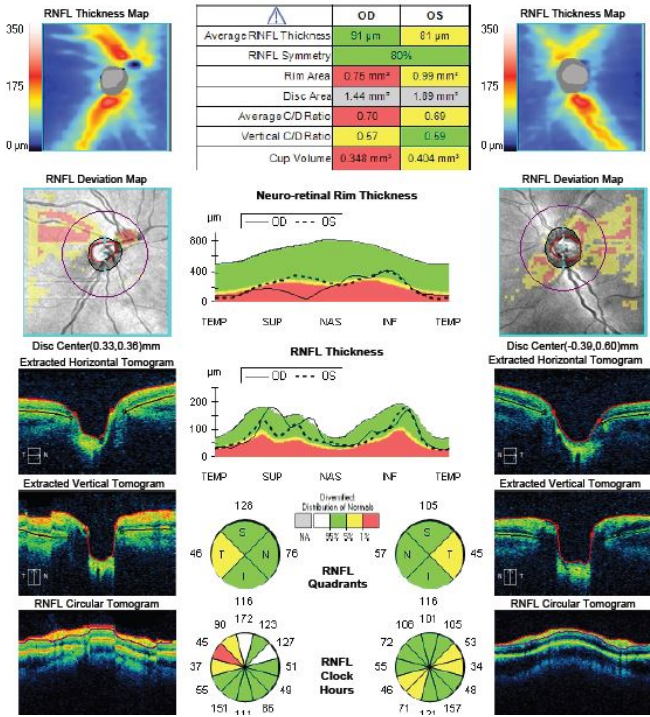 RNFL Thickness Map
350
175
0 µm
OD OS
Average RNFL Thickness 91 µm 81 µm
RNFL Symmetry 80%
Rim Area 0.75 mm² 0.99 mm²
Disc Area 1.44 mm² 1.89 mm²
Average C/D Ratio 0.70 0.69
Vertical C/D Ratio 0.67 0.69
Cup Volume 0.348 mm³ 0.404 mm³
RNFL Thickness Map
350
175
0 µm
RNFL Deviation Map
Disc Center(0.33,0.36)mm
Neuro-retinal Rim Thickness
µm
OD OS
800
400
0
TEMP SUP NAS INF TEMP
RNFL Deviation Map
Disc Center(-0.39,0.60)mm
Extracted Horizontal Tomogram
T N
RNFL Thickness
µm
OD OS
200
100
0
TEMP SUP NAS INF TEMP
Extracted Horizontal Tomogram
T N
Extracted Vertical Tomogram
T N
128
S
46 T N 76
I
116
Diversified
Distribution of Normals
NA 95% 5% 1%
RNFL
Quadrants
105
S
57 N T 45
I
116
Extracted Vertical Tomogram
T N
RNFL Circular Tomogram
172
90 123
45 127
37 51
55 49
151 86
111
RNFL
Clock
Hours
101
106 105
72 53
55 34
46 48
71 157
121
RNFL Circular Tomogram